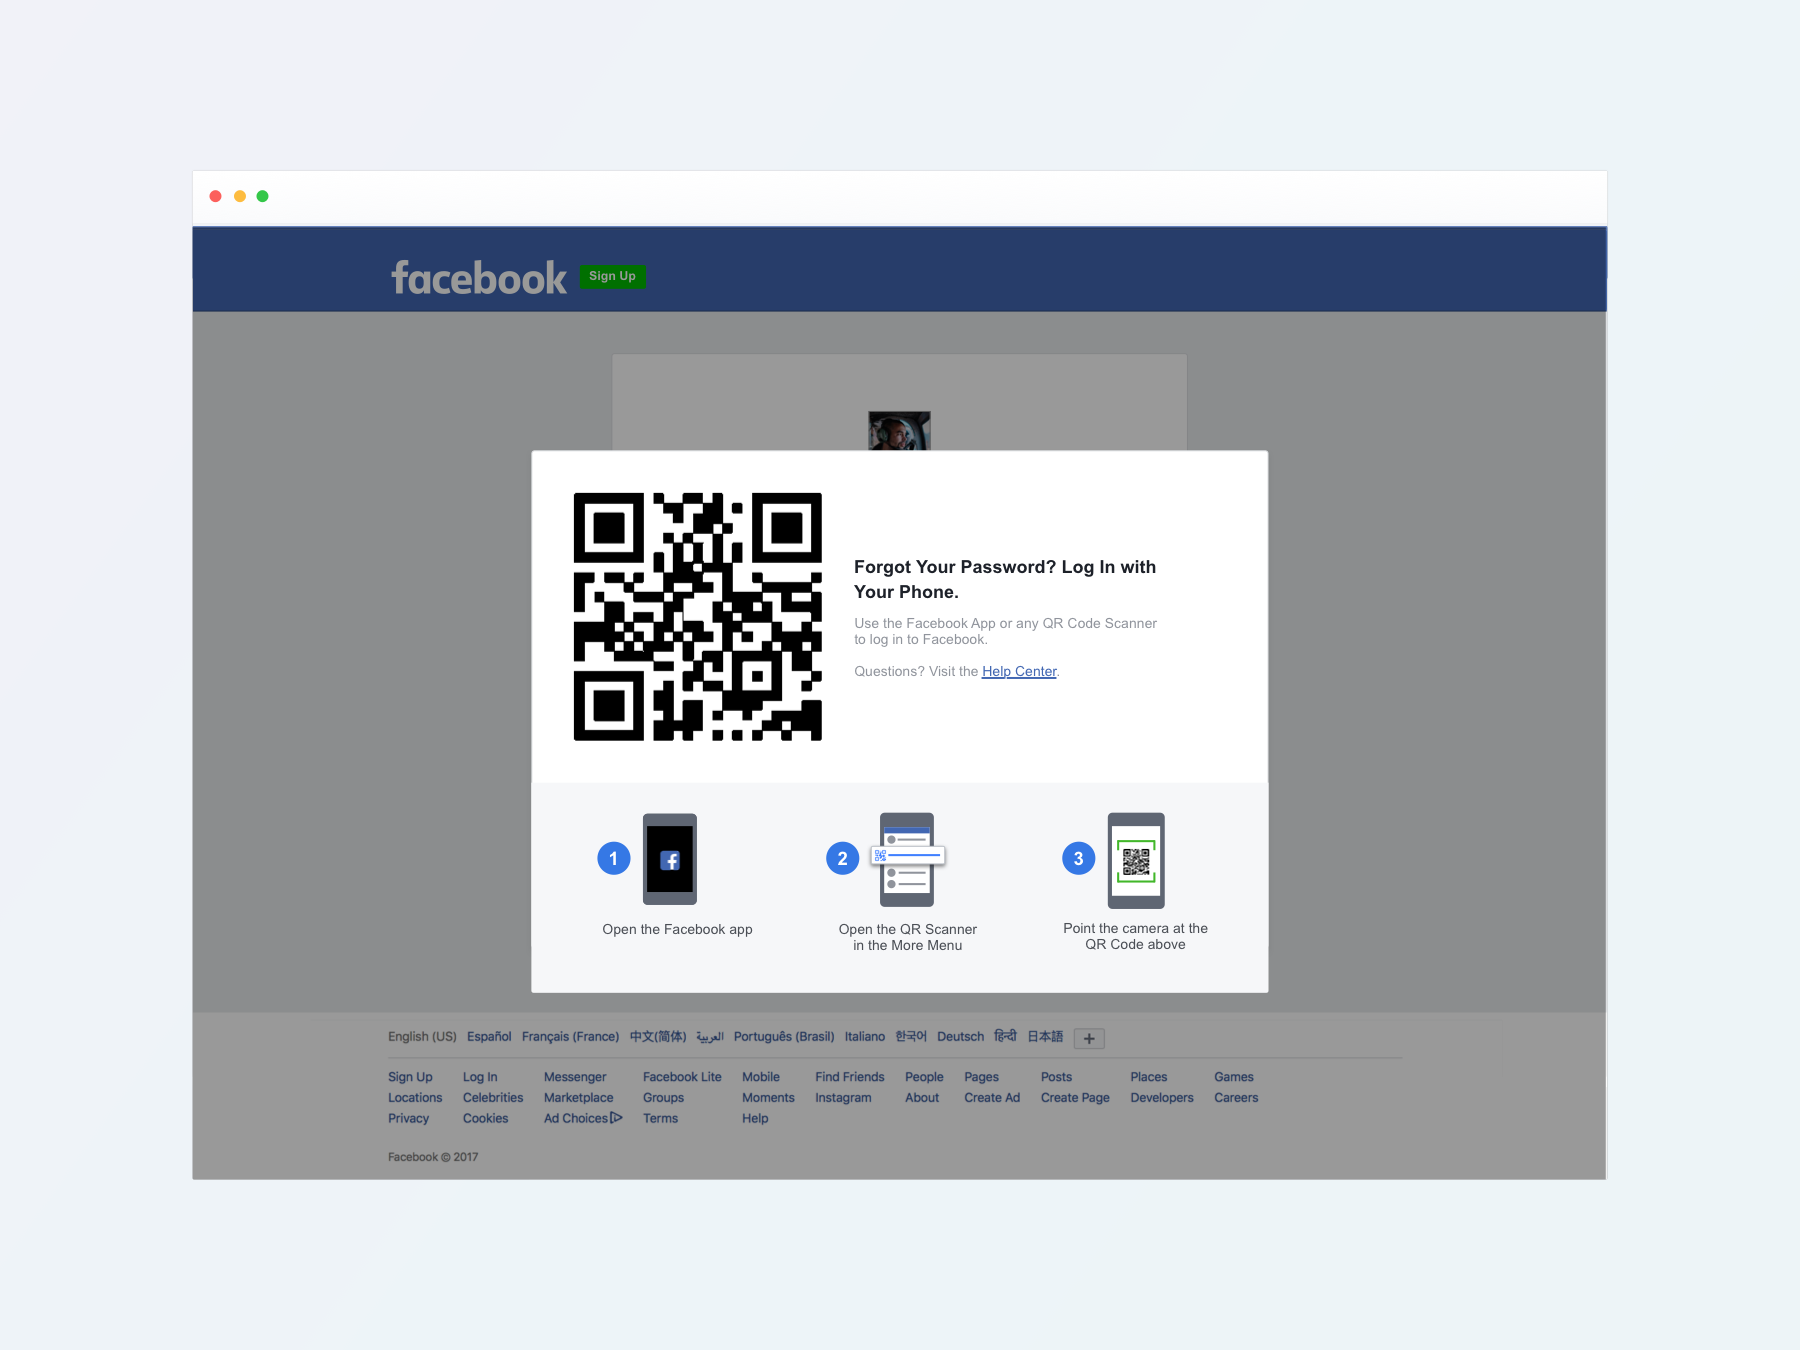 facebook Sign Up
Forgot Your Password? Log In with
Your Phone.
Use the Facebook App or any QR Code Scanner
to log in to Facebook.
Questions? Visit the Help Center.
1
Open the Facebook app
2
Open the QR Scanner
in the More Menu
3
Point the camera at the
QR Code above
English (US) Español Français (France) 中文(简体) العربية Português (Brasil) Italiano 한국어 Deutsch हिन्दी 日本語 +
Sign Up Log In Messenger Facebook Lite Mobile Find Friends People Pages Posts Places Games
Locations Celebrities Marketplace Groups Moments Instagram About Create Ad Create Page Developers Careers
Privacy Cookies Ad Choices Terms Help
Facebook © 2017